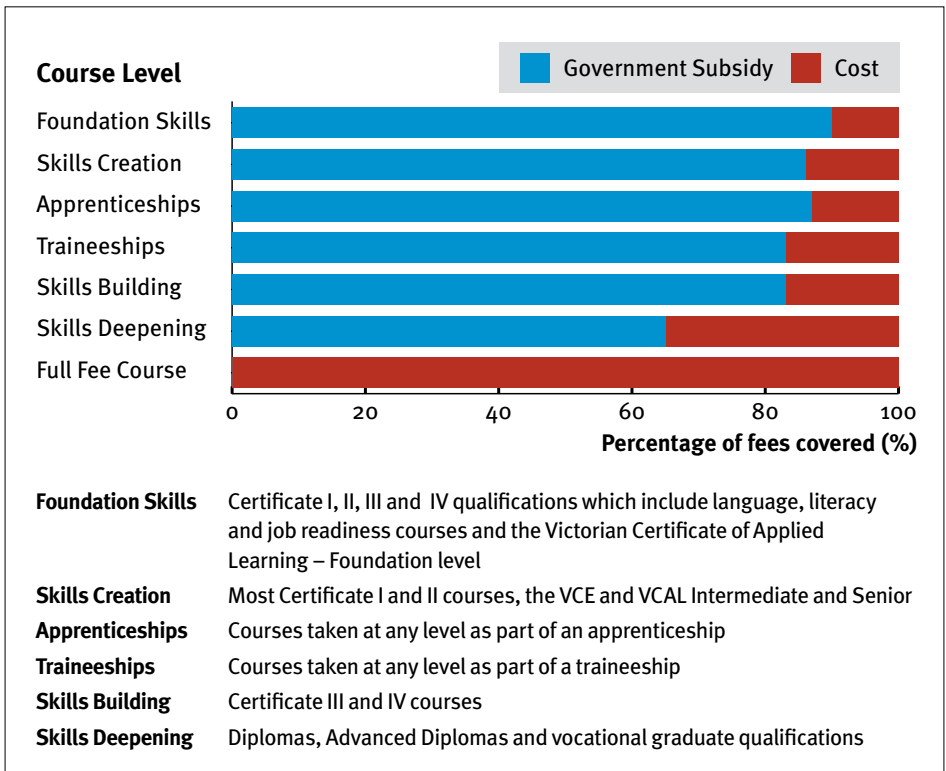 Course Level
Government Subsidy Cost
Foundation Skills
Skills Creation
Apprenticeships
Traineeships
Skills Building
Skills Deepening
Full Fee Course
0 20 40 60 80 100
Percentage of fees covered (%)
Foundation Skills Certificate I, II, III and IV qualifications which include language, literacy
and job readiness courses and the Victorian Certificate of Applied
Learning – Foundation level
Skills Creation Most Certificate I and II courses, the VCE and VCAL Intermediate and Senior
Apprenticeships Courses taken at any level as part of an apprenticeship
Traineeships Courses taken at any level as part of a traineeship
Skills Building Certificate III and IV courses
Skills Deepening Diplomas, Advanced Diplomas and vocational graduate qualifications